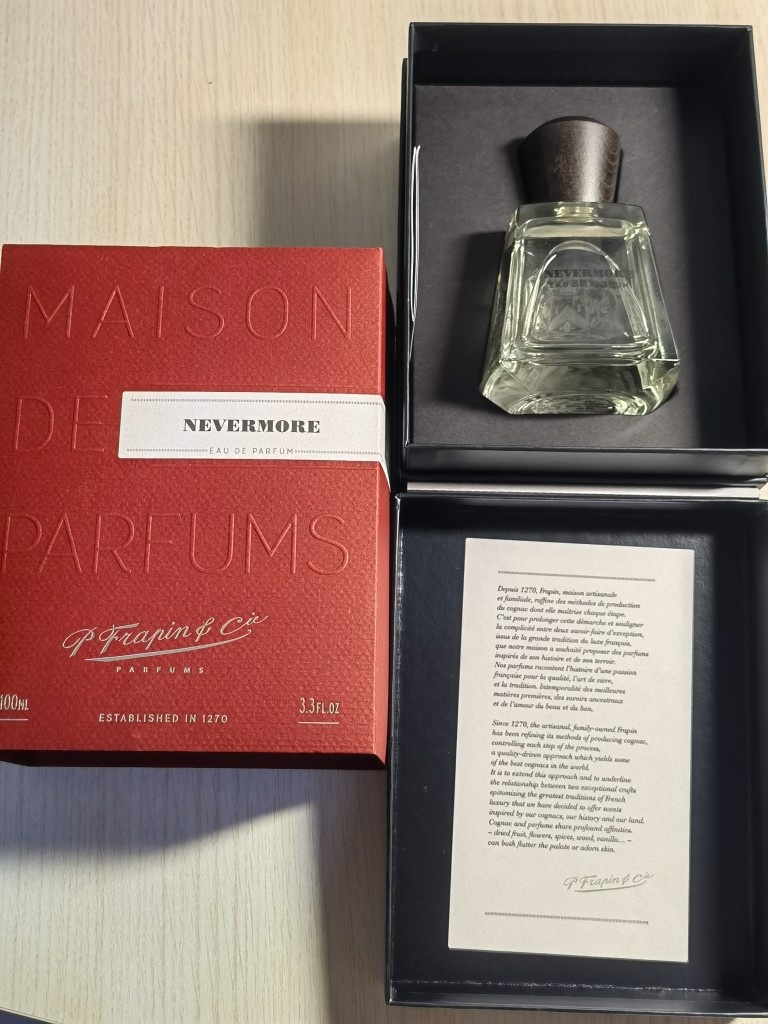 MAISON
DE
PARFUMS
NEVERMORE
EAU DE PARFUM
P Frapin & Cie
PARFUMS
100ML
ESTABLISHED IN 1270
3.3FL.OZ
NEVERMORE
EAU DE PARFUM
Depuis 1270, Frapin, maison artisanale
et familiale, raffine des méthodes de production
du cognac dont elle maîtrise chaque étape.
C'est pour prolonger cette démarche et souligner
la complicité entre deux savoir-faire d'exception,
issus de la grande tradition du luxe français,
que notre maison a souhaité proposer des parfums
inspirés de son histoire et de son terroir.
Nos parfums racontent l'histoire d'une passion
française pour la qualité, l'art de vivre,
et la tradition. Intemporalité des meilleures
matières premières, des savoirs ancestraux
et de l'amour du beau et du bon.
Since 1270, the artisanal, family-owned Frapin
has been refining its methods of producing cognac,
controlling each step of the process,
a quality-driven approach which yields some
of the best cognacs in the world.
It is to extend this approach and to underline
the relationship between two exceptional crafts
epitomizing the greatest traditions of French
luxury that we have decided to offer scents
inspired by our cognacs, our history and our land.
Cognac and perfume share profound affinities.
– dried fruit, flowers, spices, wood, vanilla... –
can both flatter the palate or adorn skin.
P Frapin & Cie